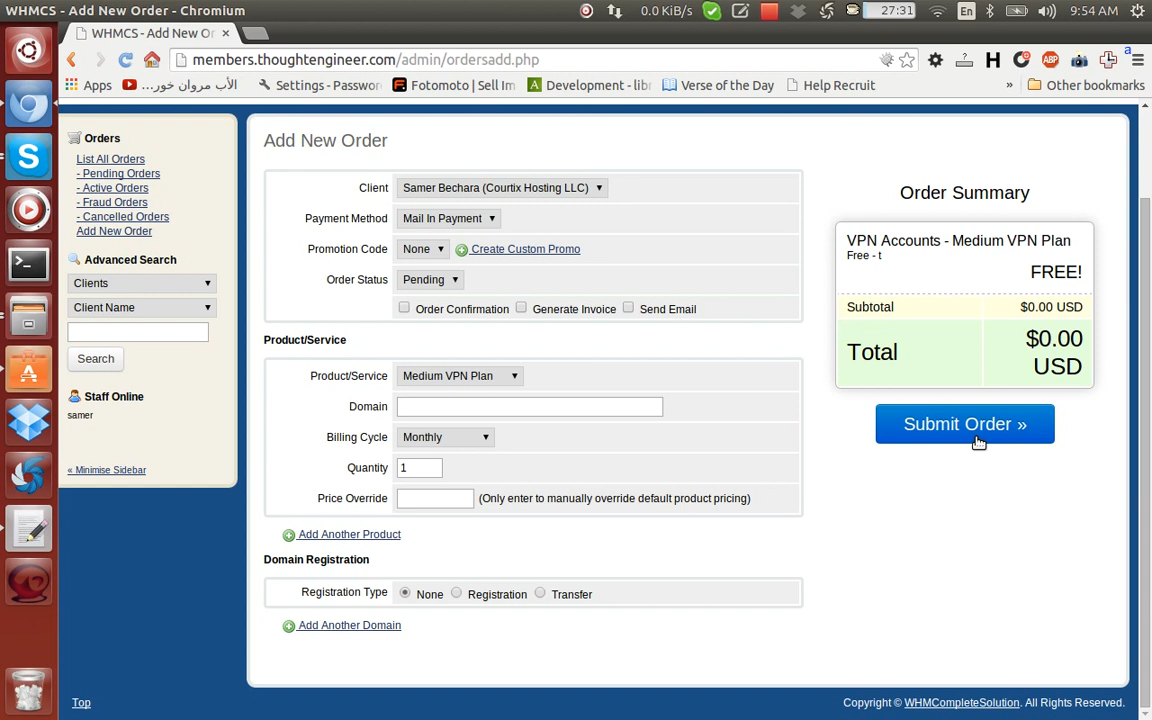 WHMCS - Add New Order - Chromium
0.0 KiB/s
27:31
En
9:54 AM
WHMCS - Add New Or
members.thoughtengineer.com/admin/ordersadd.php
H
ABP
a
Apps
الأب مروان خور...
Settings - Passwor
Fotomoto | Sell Im
Development - libr
Verse of the Day
Help Recruit
»
Other bookmarks
Orders
List All Orders
- Pending Orders
- Active Orders
- Fraud Orders
- Cancelled Orders
Add New Order
Advanced Search
Clients
Client Name
Search
Staff Online
samer
« Minimise Sidebar
Add New Order
Client Samer Bechara (Courtix Hosting LLC)
Payment Method Mail In Payment
Promotion Code None Create Custom Promo
Order Status Pending
Order Confirmation Generate Invoice Send Email
Product/Service
Product/Service Medium VPN Plan
Domain
Billing Cycle Monthly
Quantity 1
Price Override (Only enter to manually override default product pricing)
Add Another Product
Domain Registration
Registration Type None Registration Transfer
Add Another Domain
Order Summary
VPN Accounts - Medium VPN Plan
Free - t
FREE!
Subtotal $0.00 USD
Total $0.00
USD
Submit Order »
Top
Copyright © WHMCompleteSolution. All Rights Reserved.